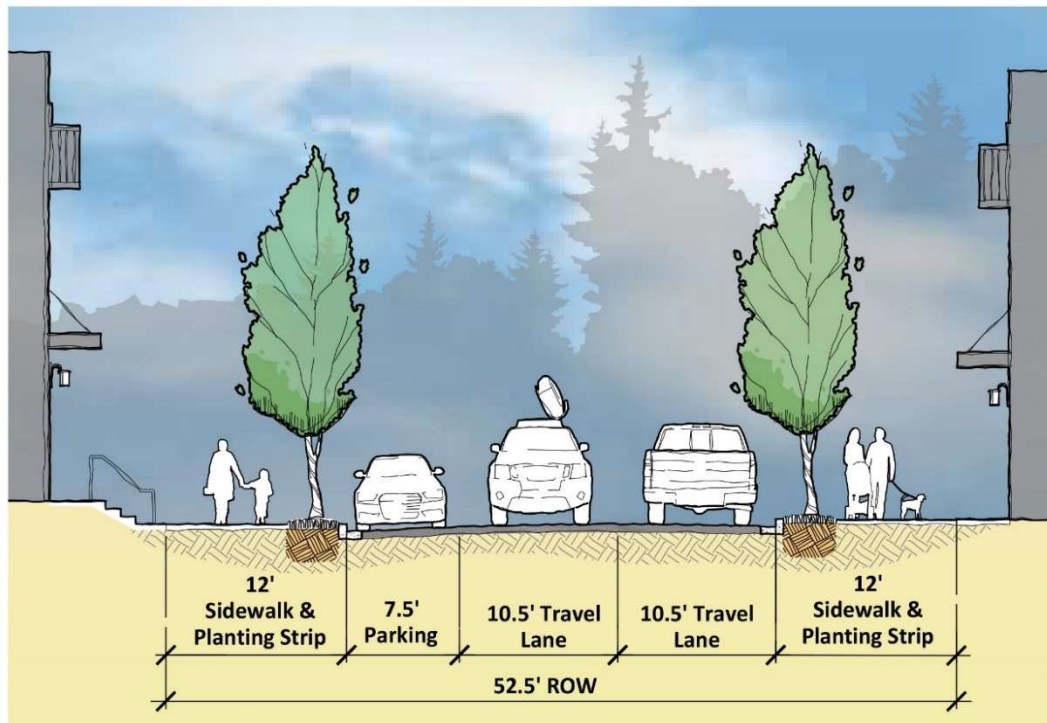 12'
Sidewalk &
Planting Strip
7.5'
Parking
10.5' Travel
Lane
10.5' Travel
Lane
12'
Sidewalk &
Planting Strip
52.5' ROW